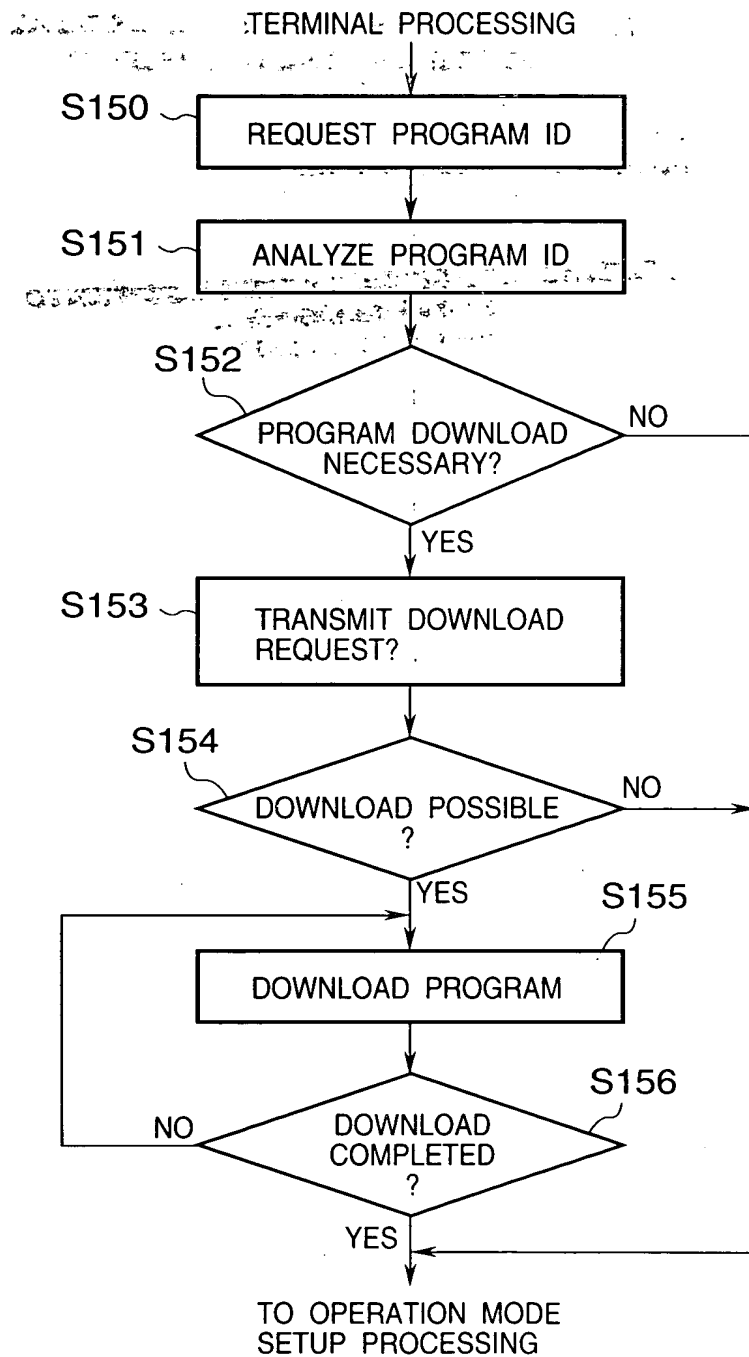 TERMINAL PROCESSING
S150
REQUEST PROGRAM ID
S151
ANALYZE PROGRAM ID
S152
PROGRAM DOWNLOAD
NECESSARY?
NO
YES
S153
TRANSMIT DOWNLOAD
REQUEST?
S154
DOWNLOAD POSSIBLE
?
NO
YES
S155
DOWNLOAD PROGRAM
S156
DOWNLOAD
COMPLETED
?
NO
YES
TO OPERATION MODE
SETUP PROCESSING